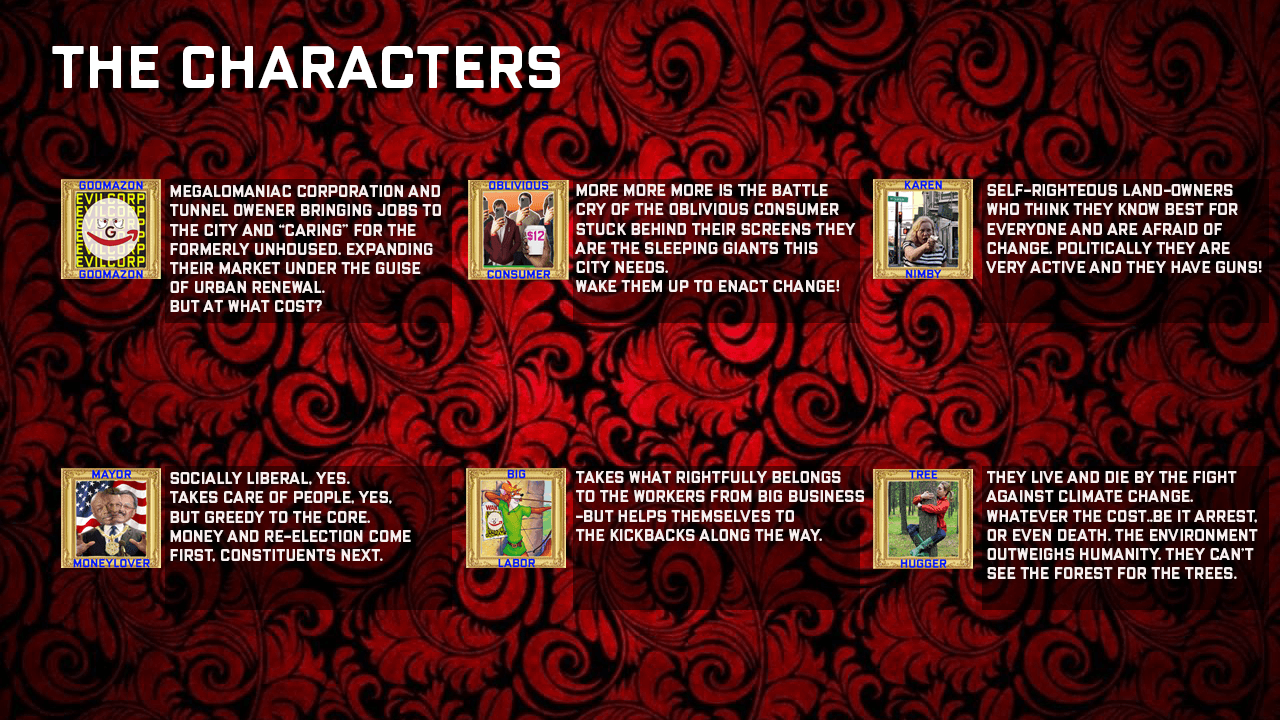 THE CHARACTERS
GOOMAZON
EVILCORP
EVILCORP
G
EVILCORP
GOOMAZON
MEGALOMANIAC CORPORATION AND
TUNNEL OWENER BRINGING JOBS TO
THE CITY AND “CARING” FOR THE
FORMERLY UNHOUSED. EXPANDING
THEIR MARKET UNDER THE GUISE
OF URBAN RENEWAL.
BUT AT WHAT COST?
OBLIVIOUS
$12
CONSUMER
MORE MORE MORE IS THE BATTLE
CRY OF THE OBLIVIOUS CONSUMER
STUCK BEHIND THEIR SCREENS THEY
ARE THE SLEEPING GIANTS THIS
CITY NEEDS.
WAKE THEM UP TO ENACT CHANGE!
KAREN
NIMBY
SELF-RIGHTEOUS LAND-OWNERS
WHO THINK THEY KNOW BEST FOR
EVERYONE AND ARE AFRAID OF
CHANGE. POLITICALLY THEY ARE
VERY ACTIVE AND THEY HAVE GUNS!
MAYOR
MONEYLOVER
SOCIALLY LIBERAL, YES.
TAKES CARE OF PEOPLE, YES,
BUT GREEDY TO THE CORE.
MONEY AND RE-ELECTION COME
FIRST, CONSTITUENTS NEXT.
BIG
LABOR
TAKES WHAT RIGHTFULLY BELONGS
TO THE WORKERS FROM BIG BUSINESS
-BUT HELPS THEMSELVES TO
THE KICKBACKS ALONG THE WAY.
TREE
HUGGER
THEY LIVE AND DIE BY THE FIGHT
AGAINST CLIMATE CHANGE.
WHATEVER THE COST..BE IT ARREST,
OR EVEN DEATH. THE ENVIRONMENT
OUTWEIGHS HUMANITY. THEY CAN'T
SEE THE FOREST FOR THE TREES.